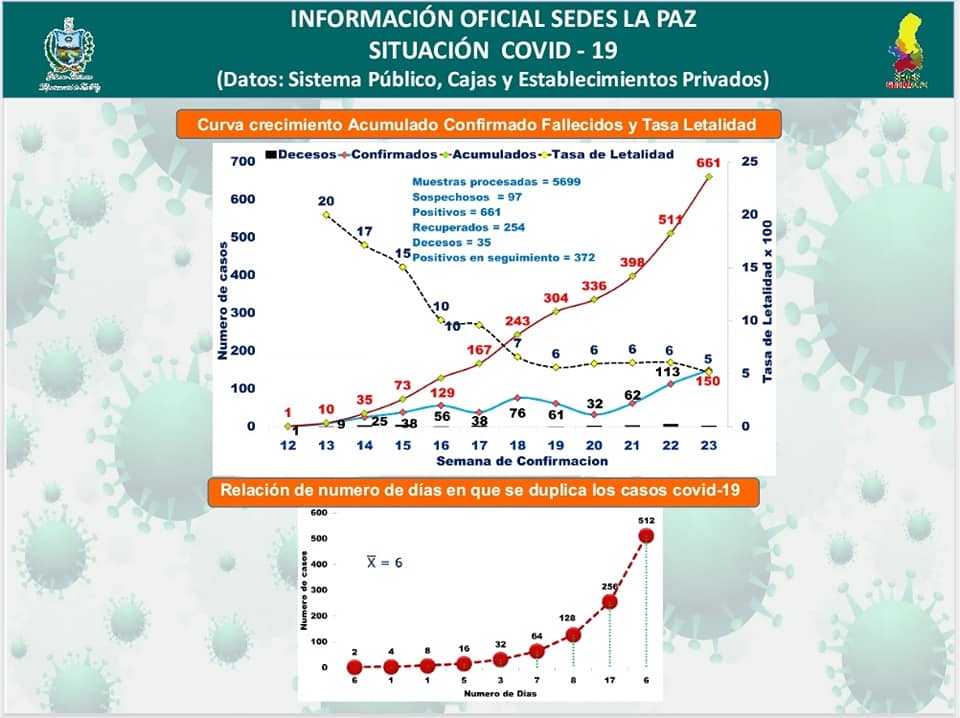 INFORMACIÓN OFICIAL SEDES LA PAZ
SITUACIÓN COVID - 19
(Datos: Sistema Público, Cajas y Establecimientos Privados)
SEDES
Curva crecimiento Acumulado Confirmado Fallecidos y Tasa Letalidad
Decesos Confirmados Acumulados Tasa de Letalidad
Muestras procesadas = 5699
Sospechosos = 97
Positivos = 661
Recuperados = 254
Decesos = 35
Positivos en seguimiento = 372
Numero de casos
700
600
500
400
300
200
100
0
25
20
15
10
5
0
Tasa de Letalidad x 100
20 17 15 10 10 7 6 6 6 6 5
1 10 35 73 129 167 243 304 336 398 511 661
1 9 25 38 56 38 76 61 32 62 113 150
12 13 14 15 16 17 18 19 20 21 22 23
Semana de Confirmacion
Relación de numero de días en que se duplica los casos covid-19
Numero de casos
600
500
400
300
200
100
0
X̅ = 6
2 4 8 16 32 64 128 256 512
6 1 1 5 3 7 8 17 6
Numero de Dias